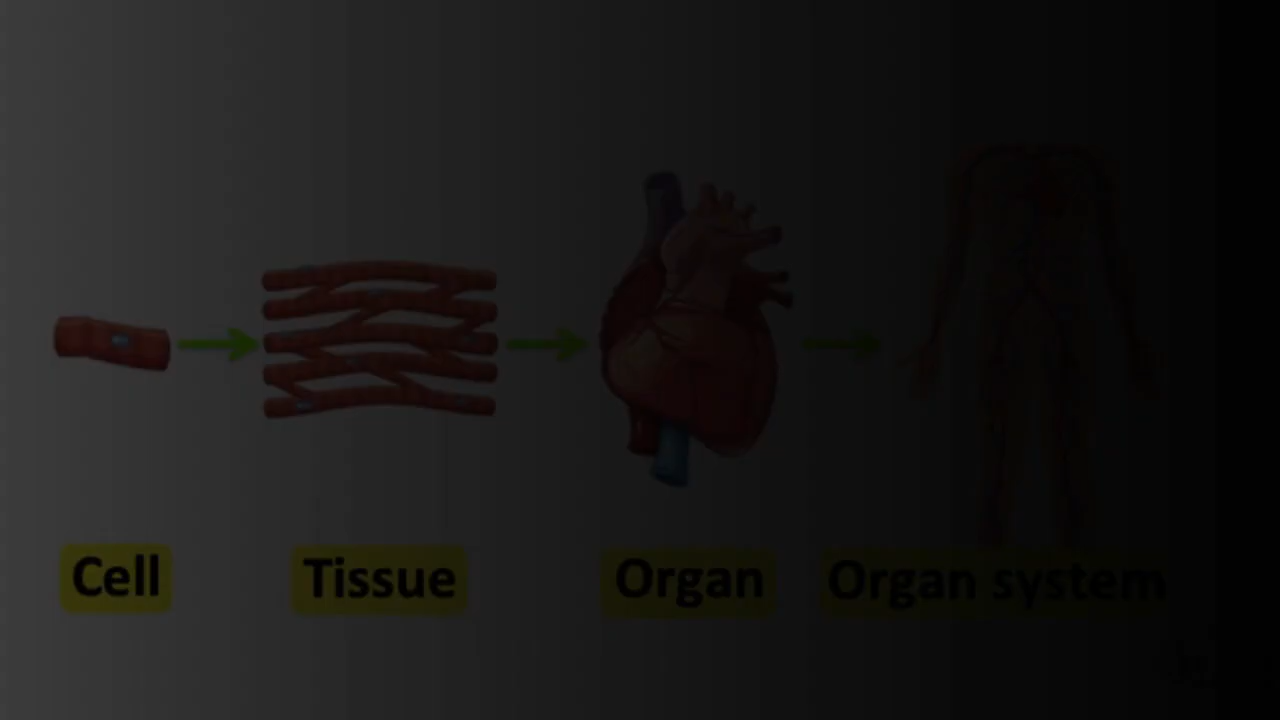 Cell
Tissue
Organ
Organ system